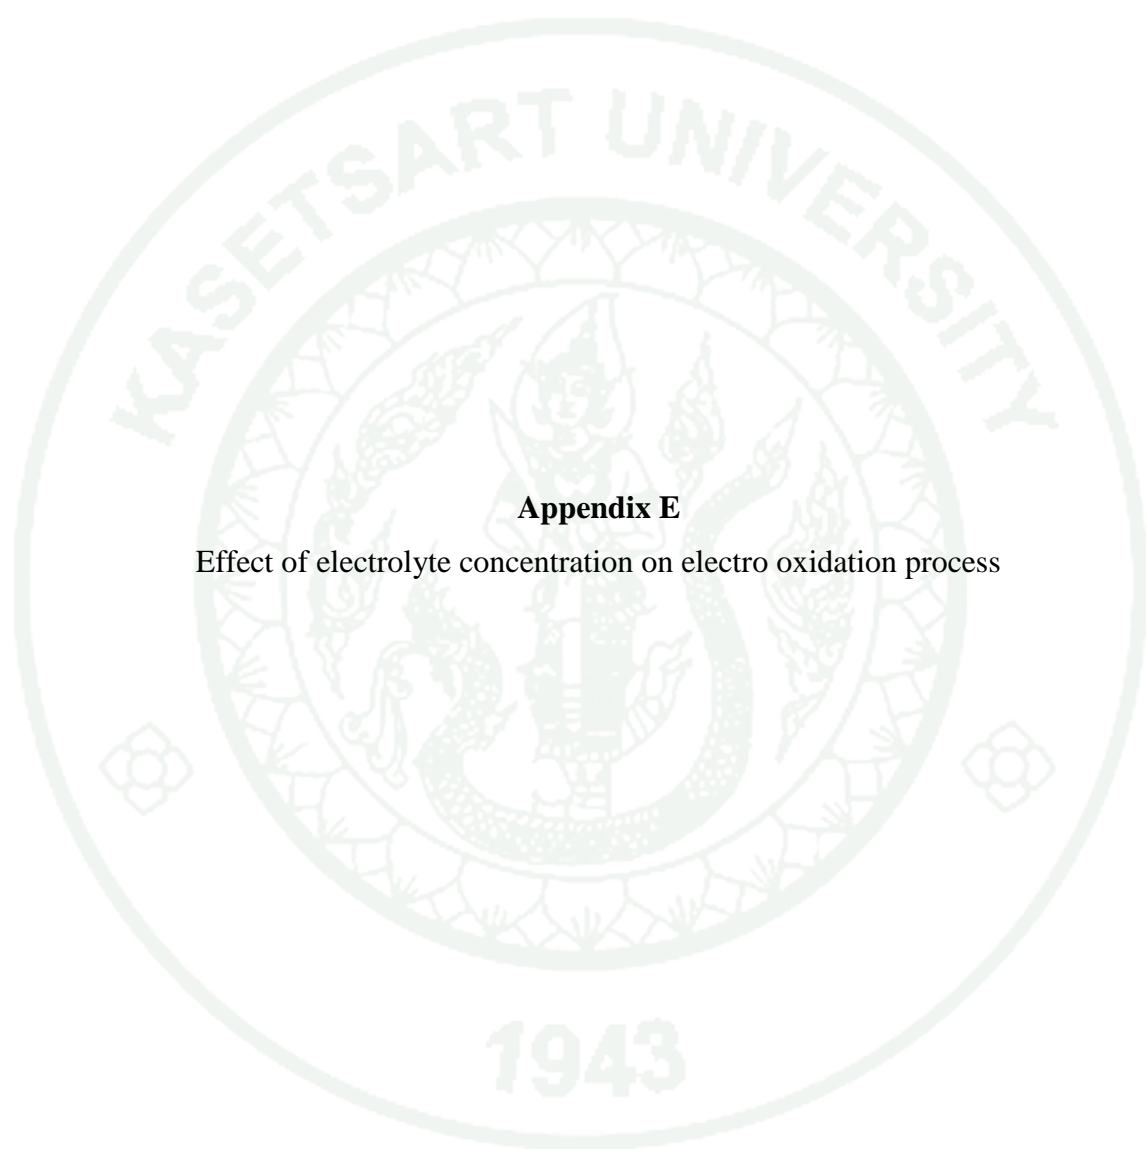 KASETSART UNIVERSITY
Appendix E
Effect of electrolyte concentration on electro oxidation process
1943